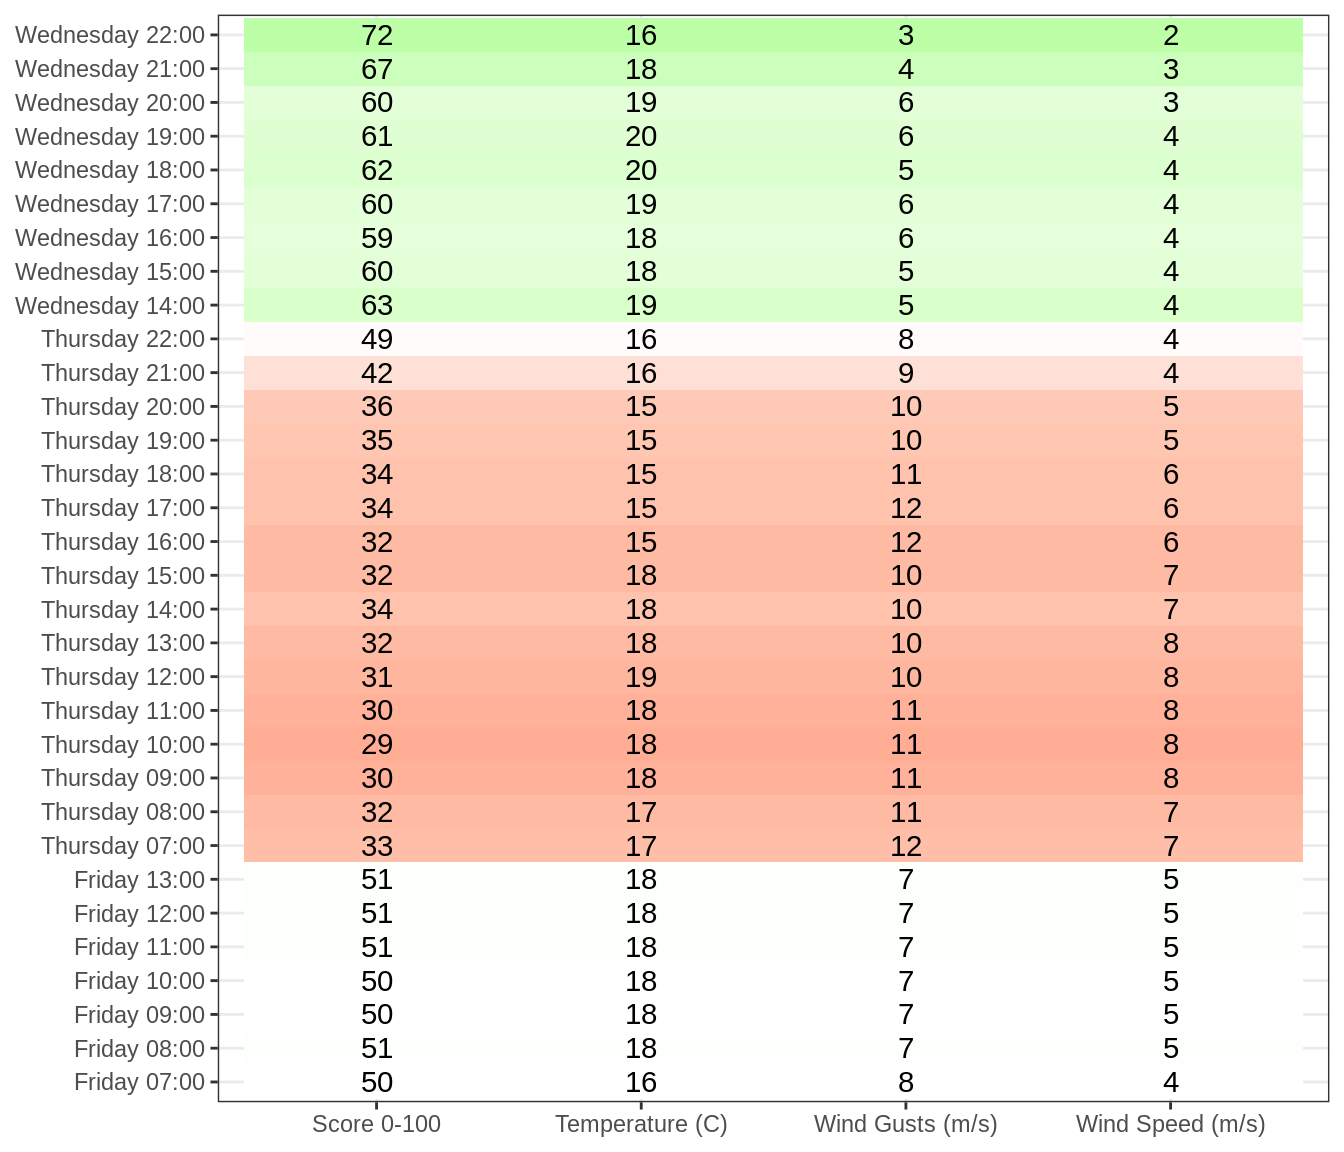 Wednesday 22:00 72 16 3 2
Wednesday 21:00 67 18 4 3
Wednesday 20:00 60 19 6 3
Wednesday 19:00 61 20 6 4
Wednesday 18:00 62 20 5 4
Wednesday 17:00 60 19 6 4
Wednesday 16:00 59 18 6 4
Wednesday 15:00 60 18 5 4
Wednesday 14:00 63 19 5 4
Thursday 22:00 49 16 8 4
Thursday 21:00 42 16 9 4
Thursday 20:00 36 15 10 5
Thursday 19:00 35 15 10 5
Thursday 18:00 34 15 11 6
Thursday 17:00 34 15 12 6
Thursday 16:00 32 15 12 6
Thursday 15:00 32 18 10 7
Thursday 14:00 34 18 10 7
Thursday 13:00 32 18 10 8
Thursday 12:00 31 19 10 8
Thursday 11:00 30 18 11 8
Thursday 10:00 29 18 11 8
Thursday 09:00 30 18 11 8
Thursday 08:00 32 17 11 7
Thursday 07:00 33 17 12 7
Friday 13:00 51 18 7 5
Friday 12:00 51 18 7 5
Friday 11:00 51 18 7 5
Friday 10:00 50 18 7 5
Friday 09:00 50 18 7 5
Friday 08:00 51 18 7 5
Friday 07:00 50 16 8 4
Score 0-100 Temperature (C) Wind Gusts (m/s) Wind Speed (m/s)